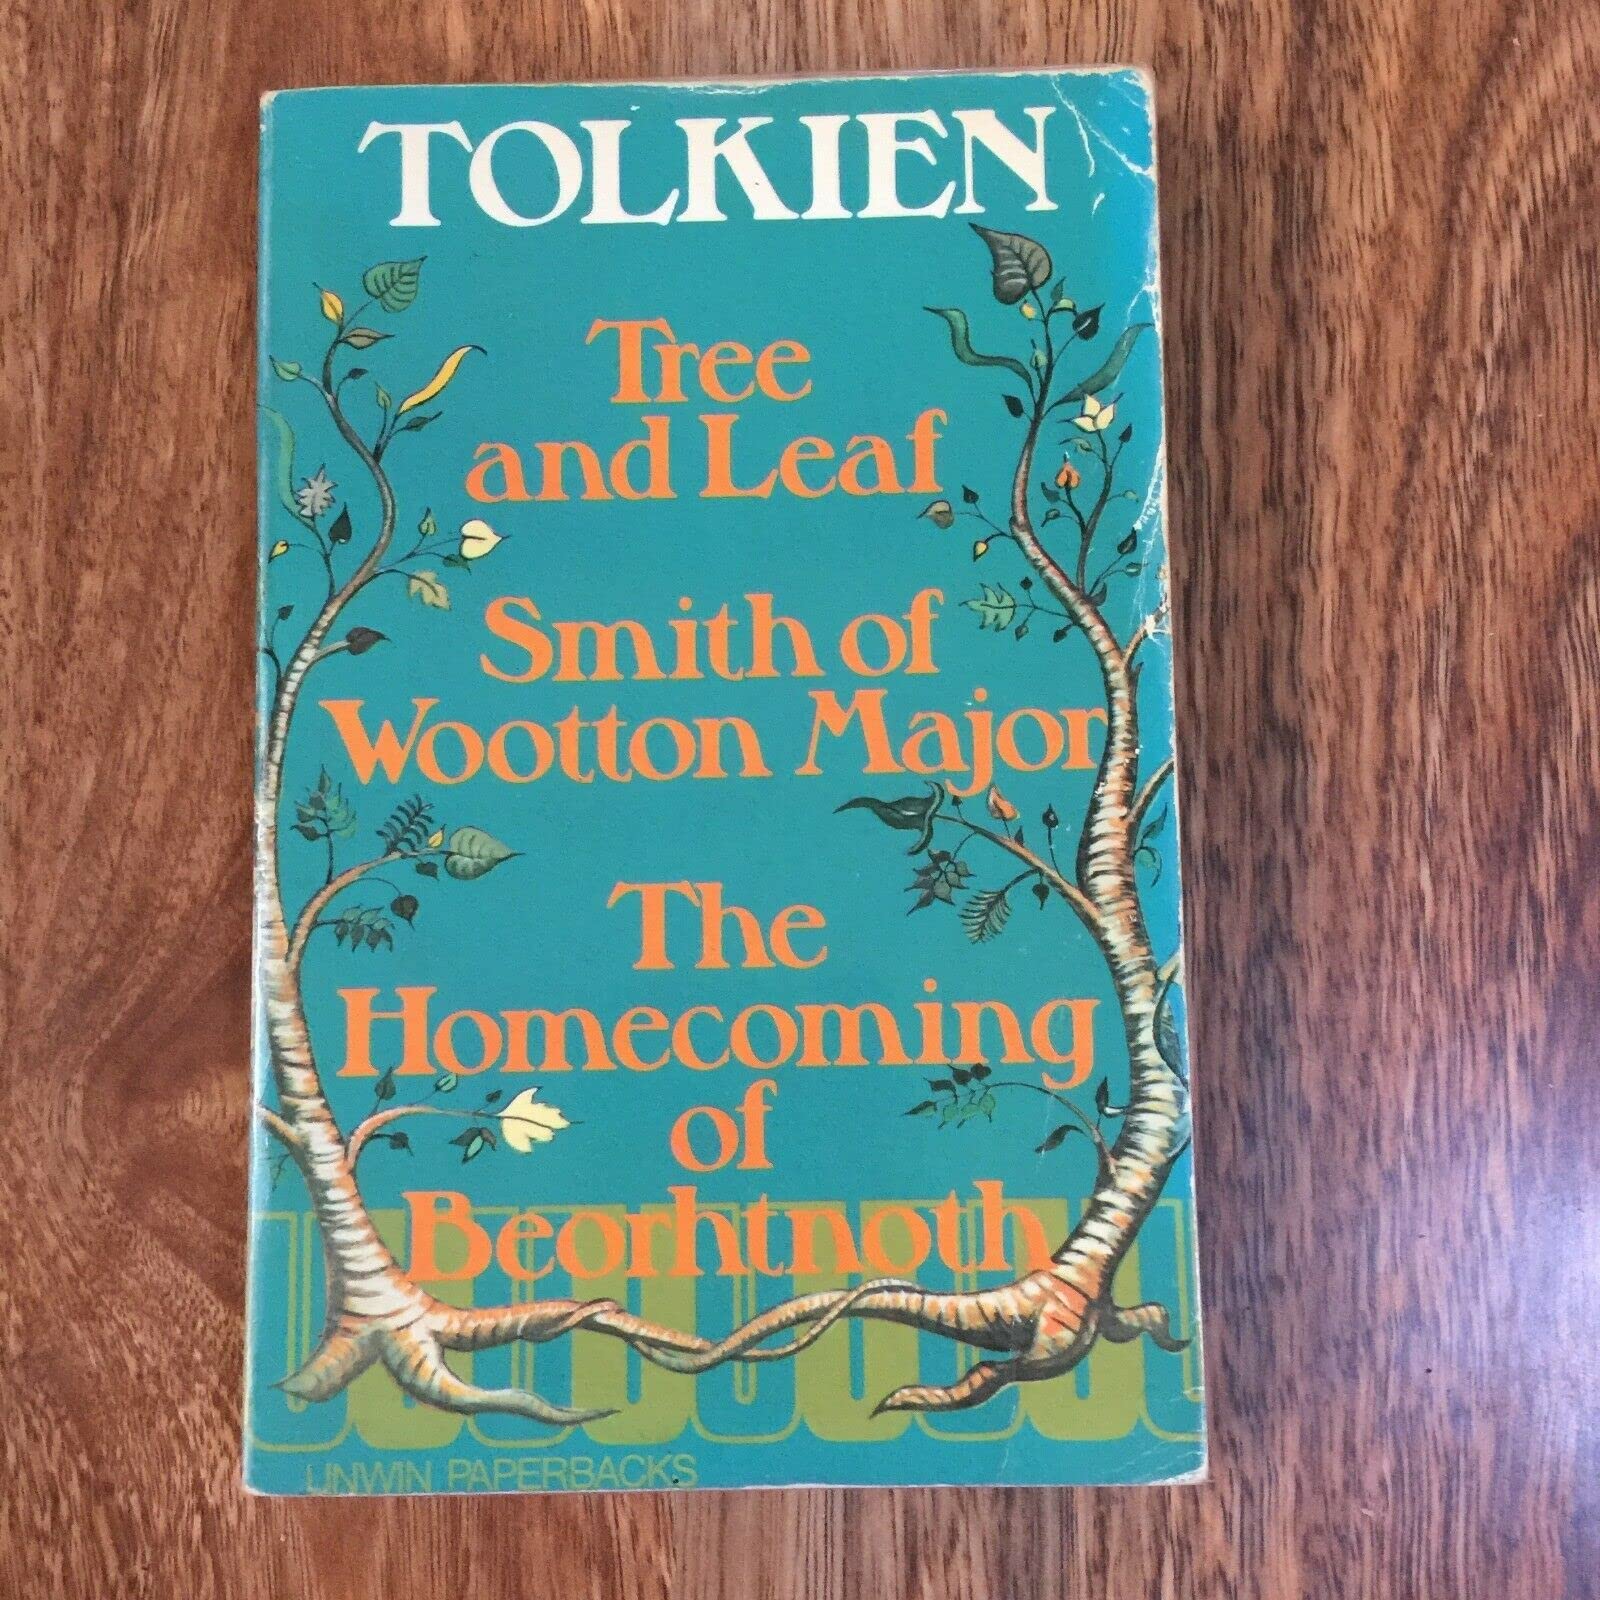 TOLKIEN
Tree
and Leaf
Smith of
Wootton Major
The
Homecoming
of
Beorhtnoth
UNWIN PAPERBACKS